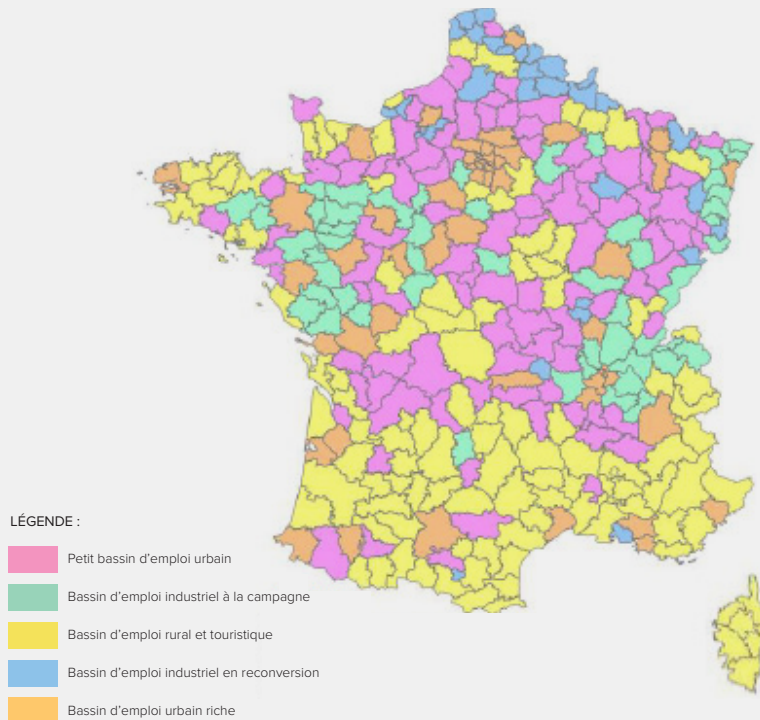 LÉGENDE :
Petit bassin d'emploi urbain
Bassin d'emploi industriel à la campagne
Bassin d'emploi rural et touristique
Bassin d'emploi industriel en reconversion
Bassin d'emploi urbain riche